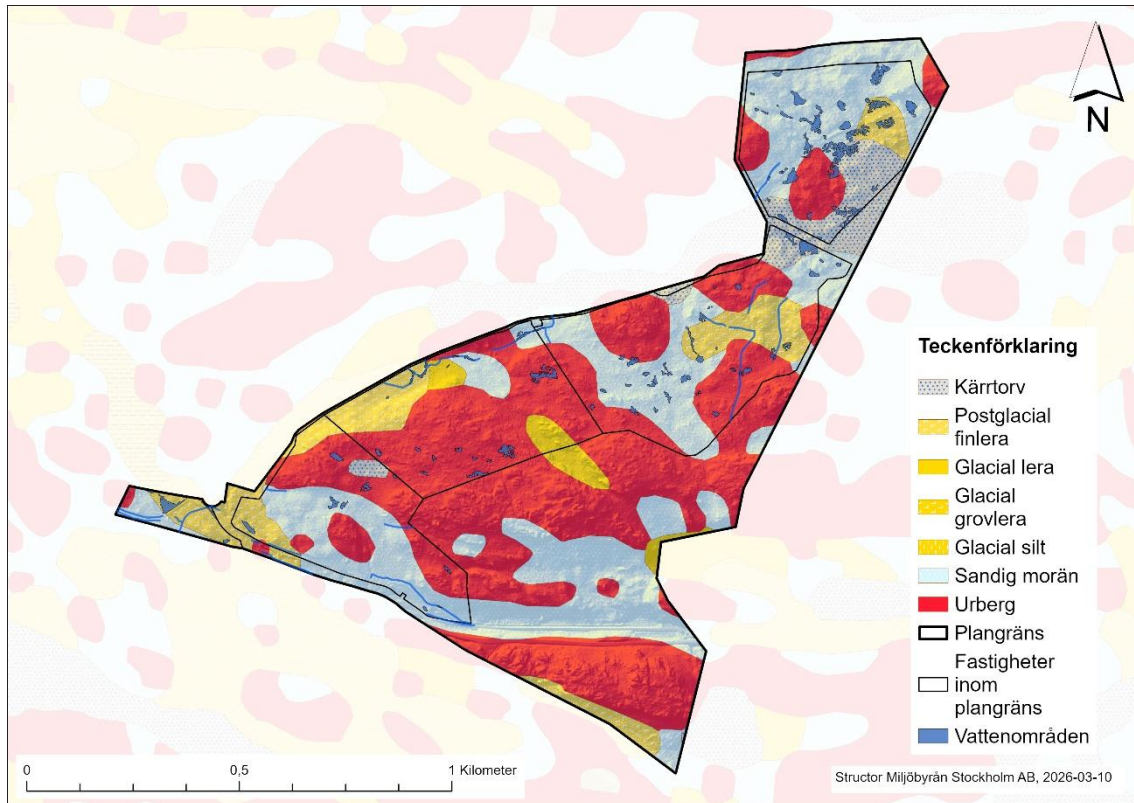 N
Teckenförklaring
Kärrtorv
Postglacial
finlera
Glacial lera
Glacial
grovlera
Glacial silt
Sandig morän
Urberg
Plangräns
Fastigheter
inom
plangräns
Vattenområden
0 0,5 1 Kilometer
Structor Miljöbyrån Stockholm AB, 2026-03-10